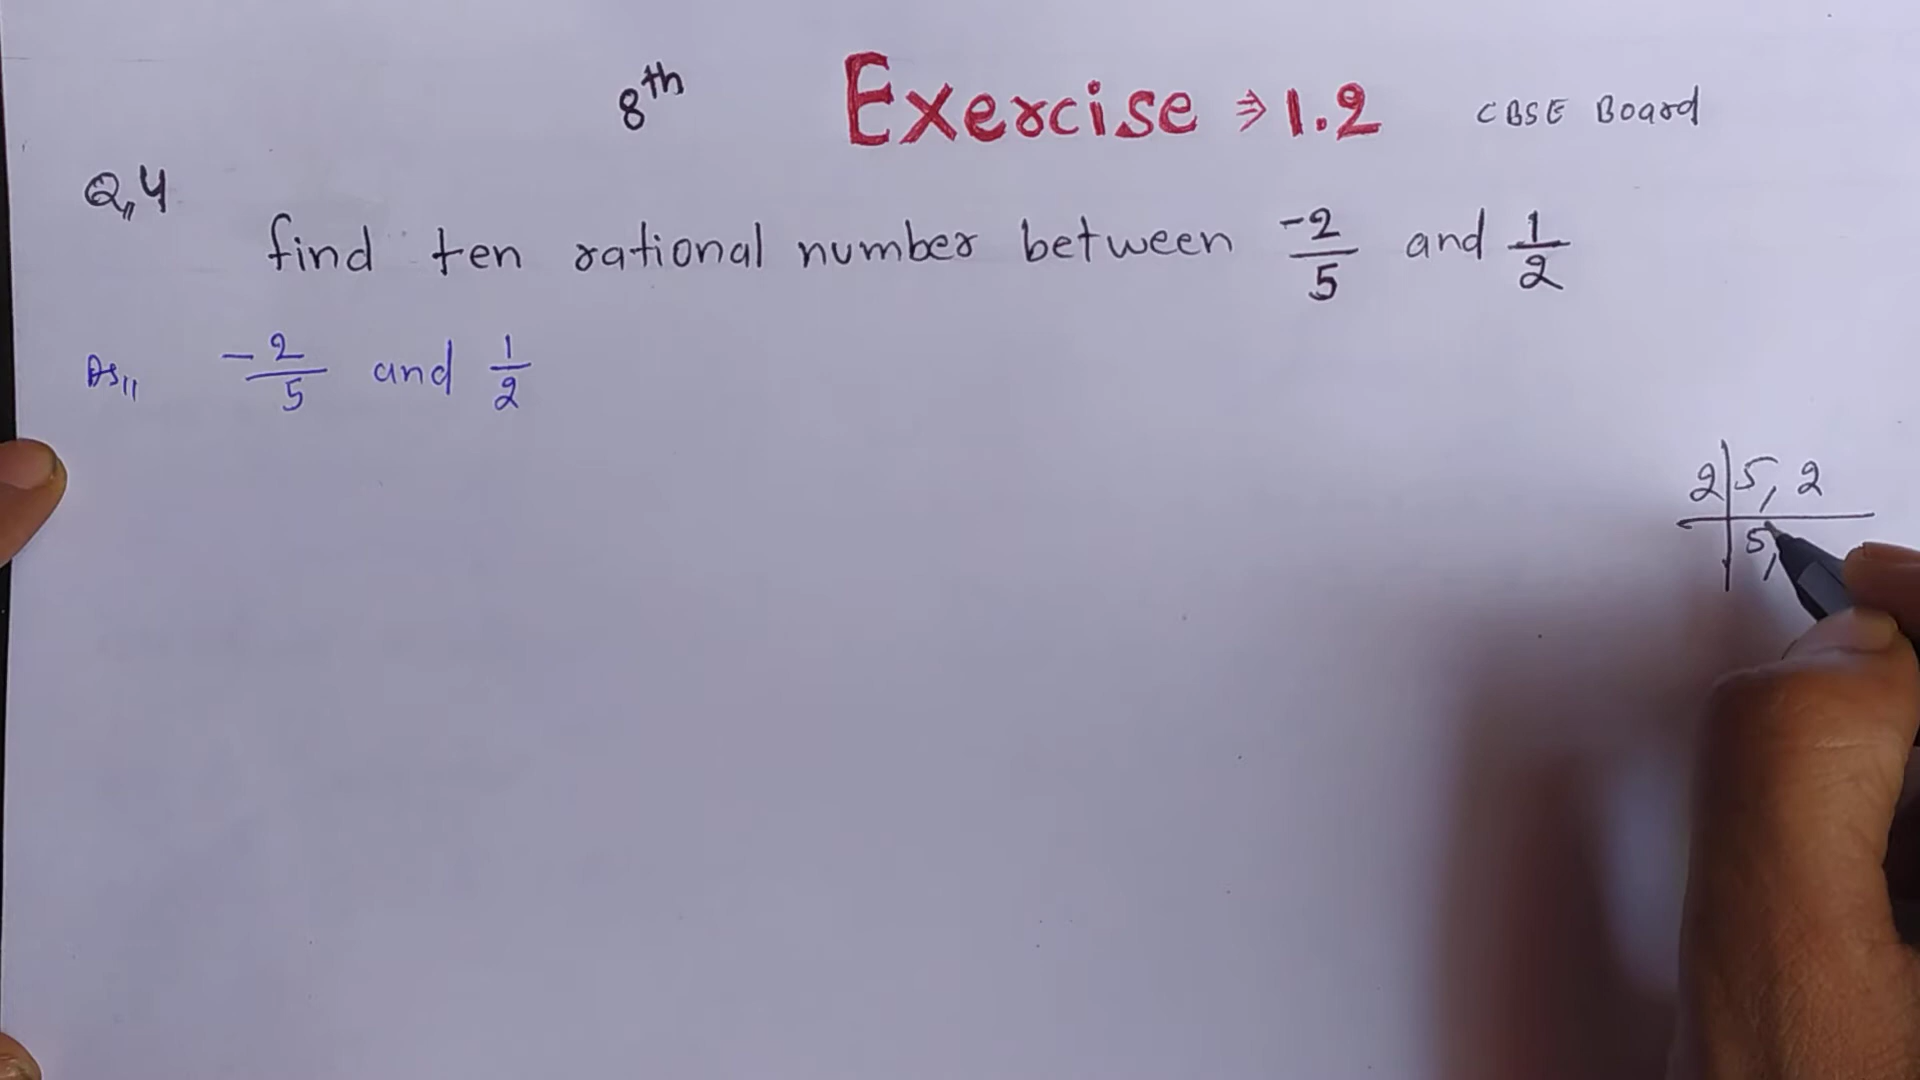 8th Exercise ⇒ 1.2 CBSE Board
Q,,4
find ten rational number between -2/5 and 1/2
As,, -2/5 and 1/2
2 | 5, 2
5,